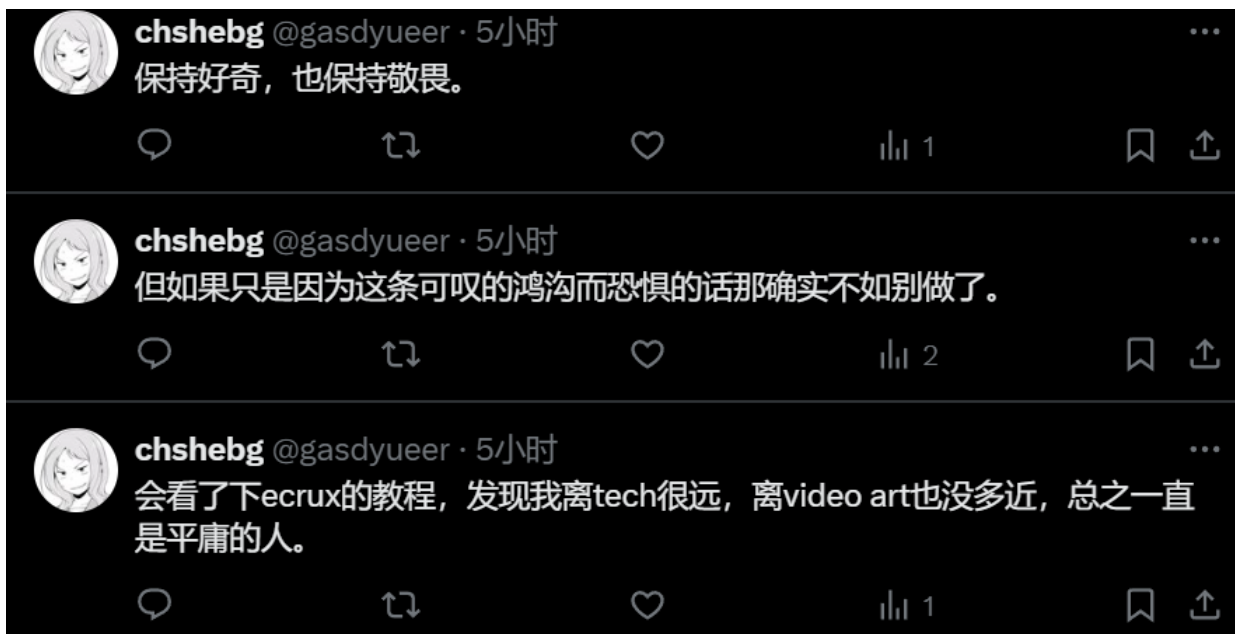 chshebg @gasdyueer · 5小时
保持好奇，也保持敬畏。
1
chshebg @gasdyueer · 5小时
但如果只是因为这条可叹的鸿沟而恐惧的话那确实不如别做了。
2
chshebg @gasdyueer · 5小时
会看了下ecrux的教程，发现我离tech很远，离video art也没多近，总之一直
是平庸的人。
1